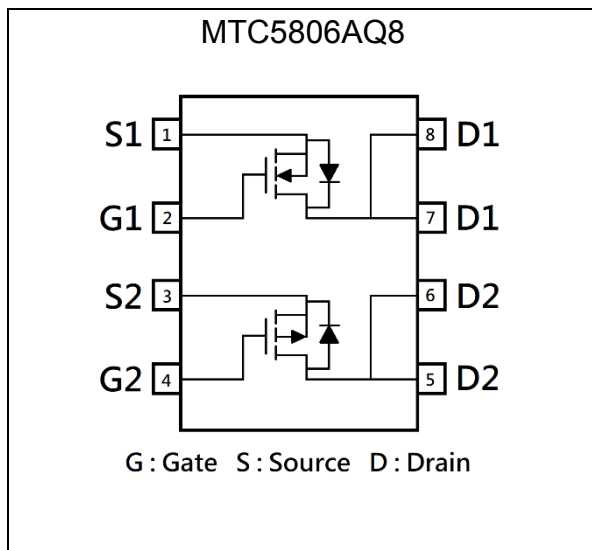 MTC5806AQ8
S1 1 8 D1
G1 2 7 D1
S2 3 6 D2
G2 4 5 D2
G : Gate S : Source D : Drain